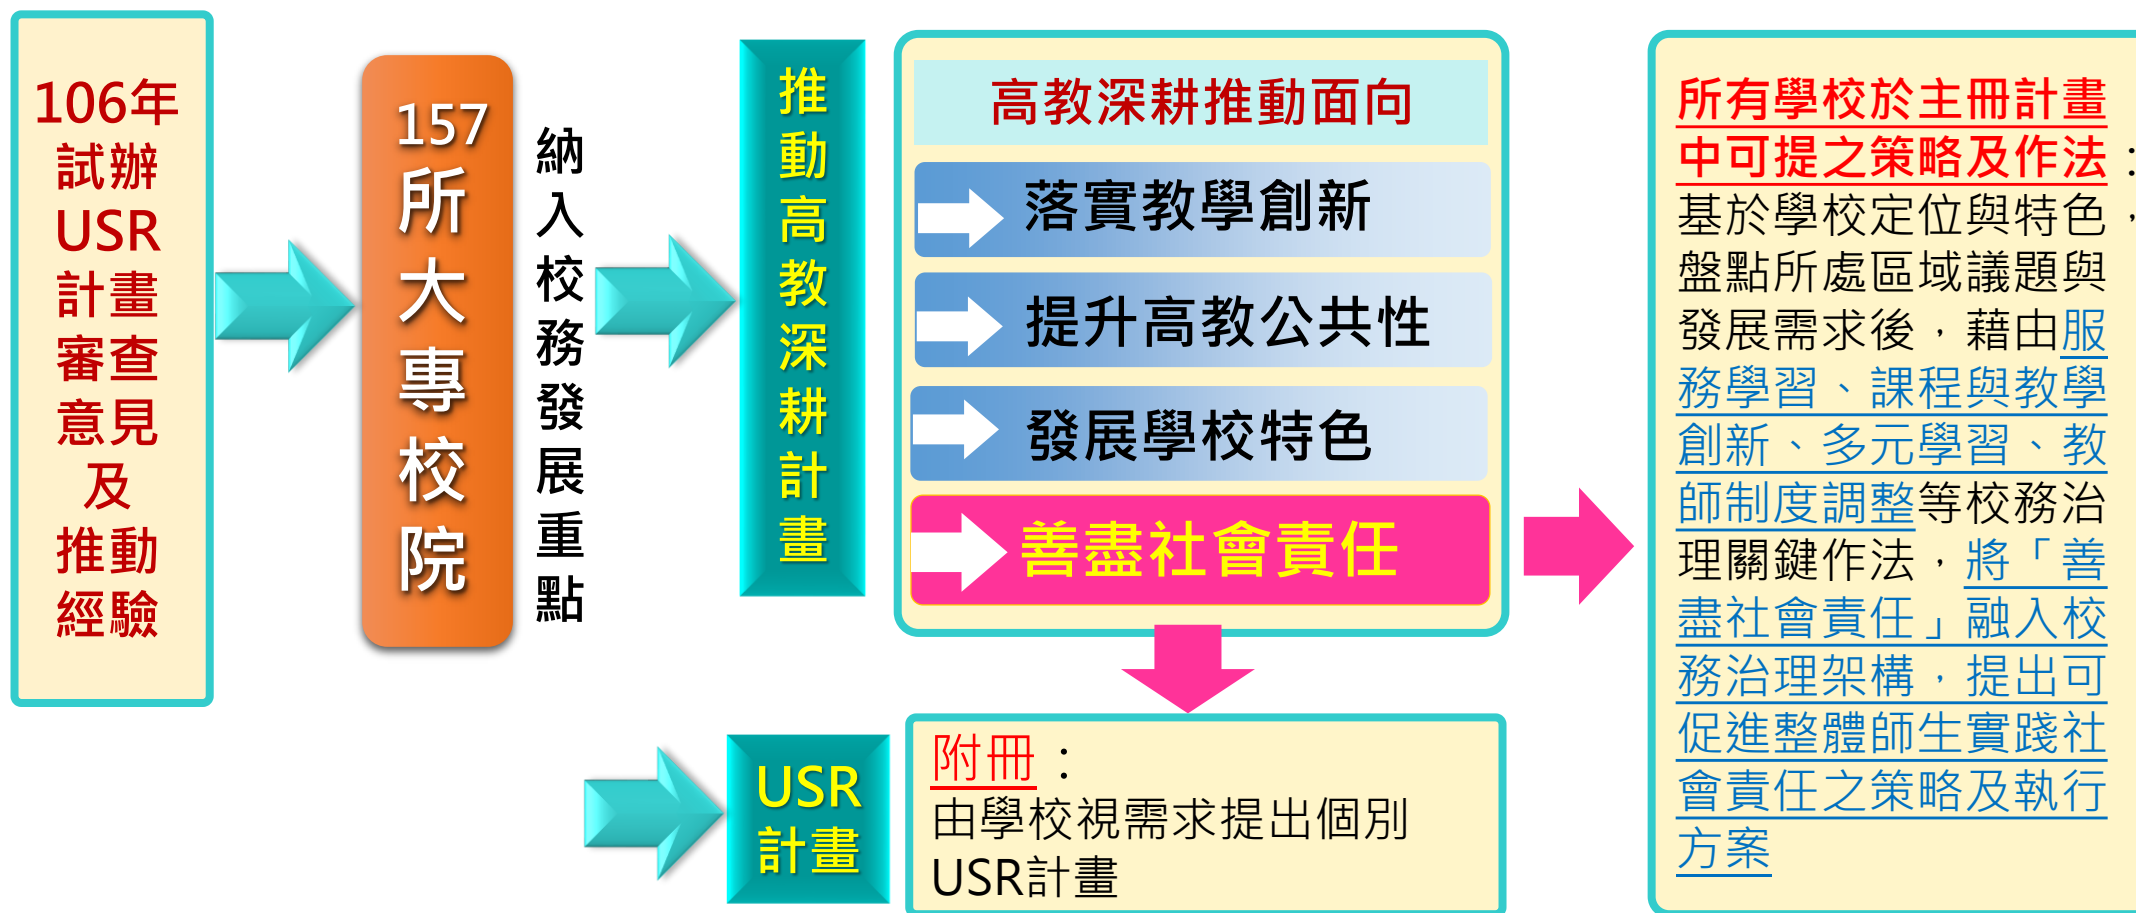 106年
試辦
USR
計畫
審查
意見
及
推動
經驗
157
所
大
專
校
院
納入校務發展重點
推動高教深耕計畫
高教深耕推動面向
落實教學創新
提升高教公共性
發展學校特色
善盡社會責任
所有學校於主冊計畫
中可提之策略及作法：
基於學校定位與特色，
盤點所處區域議題與
發展需求後，藉由服
務學習、課程與教學
創新、多元學習、教
師制度調整等校務治
理關鍵作法，將「善
盡社會責任」融入校
務治理架構，提出可
促進整體師生實踐社
會責任之策略及執行
方案
USR
計畫
附冊：
由學校視需求提出個別
USR計畫